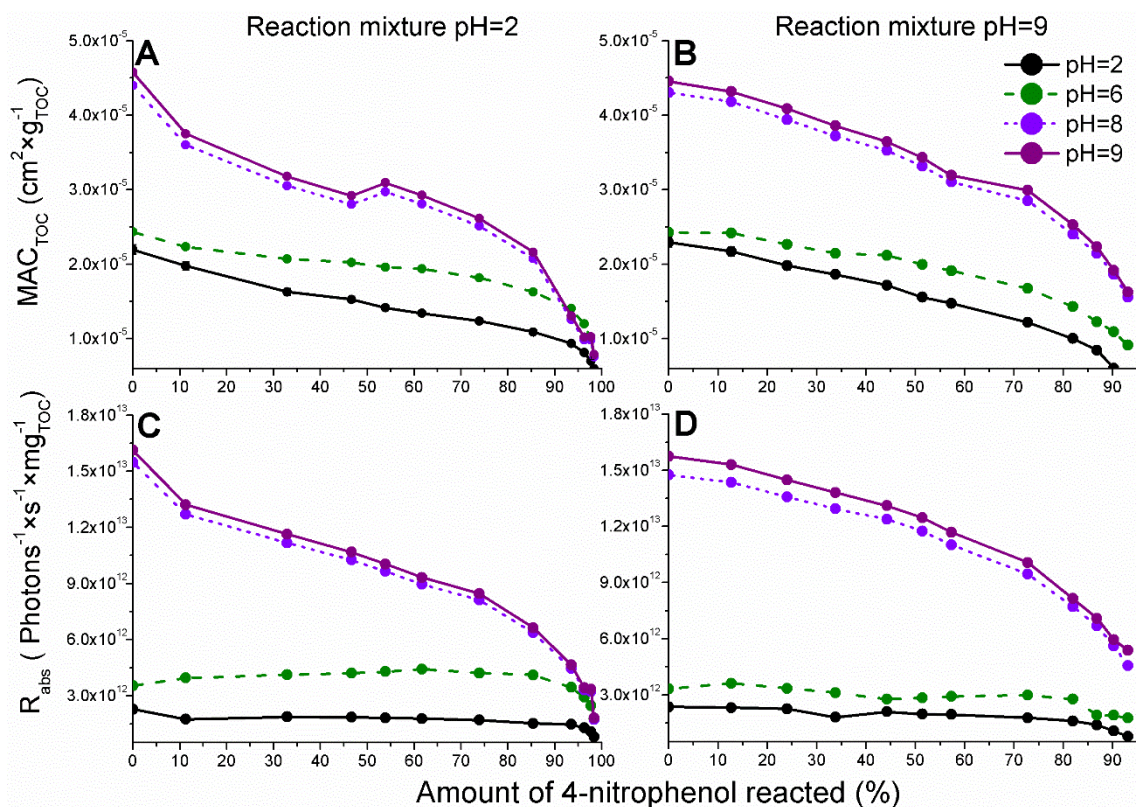 Reaction mixture pH=2
Reaction mixture pH=9
A
B
pH=2
pH=6
pH=8
pH=9
MAC_TOC (cm²×g⁻¹_TOC)
5.0x10⁻⁵
4.0x10⁻⁵
3.0x10⁻⁵
2.0x10⁻⁵
1.0x10⁻⁵
0 10 20 30 40 50 60 70 80 90 100
5.0x10⁻⁵
4.0x10⁻⁵
3.0x10⁻⁵
2.0x10⁻⁵
1.0x10⁻⁵
0 10 20 30 40 50 60 70 80 90
C
D
R_abs ( Photons⁻¹×s⁻¹×mg⁻¹_TOC)
1.8x10¹³
1.5x10¹³
1.2x10¹³
9.0x10¹²
6.0x10¹²
3.0x10¹²
0 10 20 30 40 50 60 70 80 90 100
1.8x10¹³
1.5x10¹³
1.2x10¹³
9.0x10¹²
6.0x10¹²
3.0x10¹²
0 10 20 30 40 50 60 70 80 90
Amount of 4-nitrophenol reacted (%)